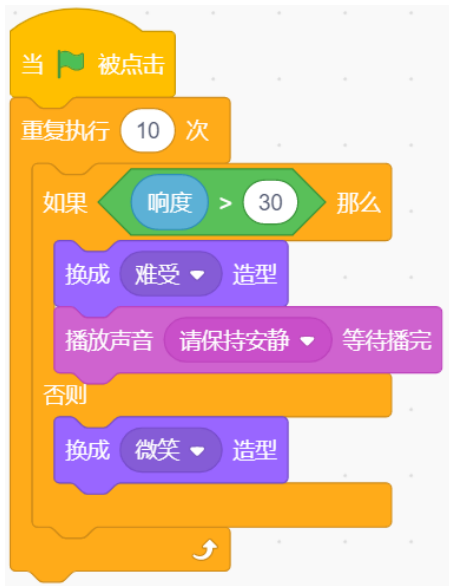 当 被点击
重复执行 10 次
如果 响度 > 30 那么
换成 难受 造型
播放声音 请保持安静 等待播完
否则
换成 微笑 造型